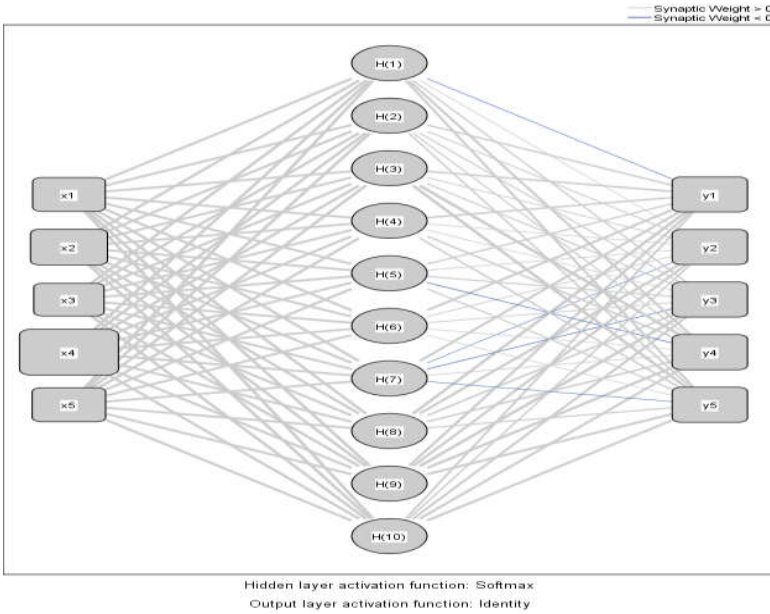 Synaptic Weight > 0
Synaptic Weight < 0
H(1)
H(2)
H(3)
H(4)
H(5)
H(6)
H(7)
H(8)
H(9)
H(10)
x1
x2
x3
x4
x5
y1
y2
y3
y4
y5
Hidden layer activation function: Softmax
Output layer activation function: Identity